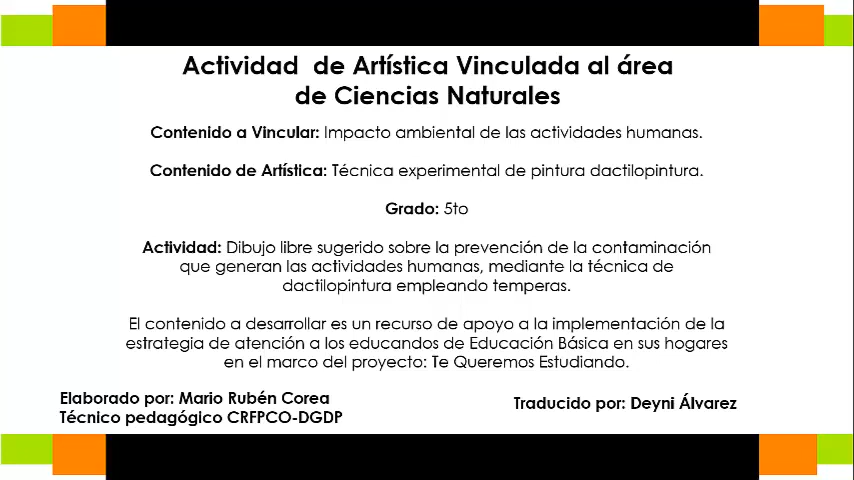 Actividad de Artística Vinculada al área
de Ciencias Naturales
Contenido a Vincular: Impacto ambiental de las actividades humanas.
Contenido de Artística: Técnica experimental de pintura dactilopintura.
Grado: 5to
Actividad: Dibujo libre sugerido sobre la prevención de la contaminación
que generan las actividades humanas, mediante la técnica de
dactilopintura empleando temperas.
El contenido a desarrollar es un recurso de apoyo a la implementación de la
estrategia de atención a los educandos de Educación Básica en sus hogares
en el marco del proyecto: Te Queremos Estudiando.
Elaborado por: Mario Rubén Corea
Técnico pedagógico CRFPCO-DGDP
Traducido por: Deyni Álvarez